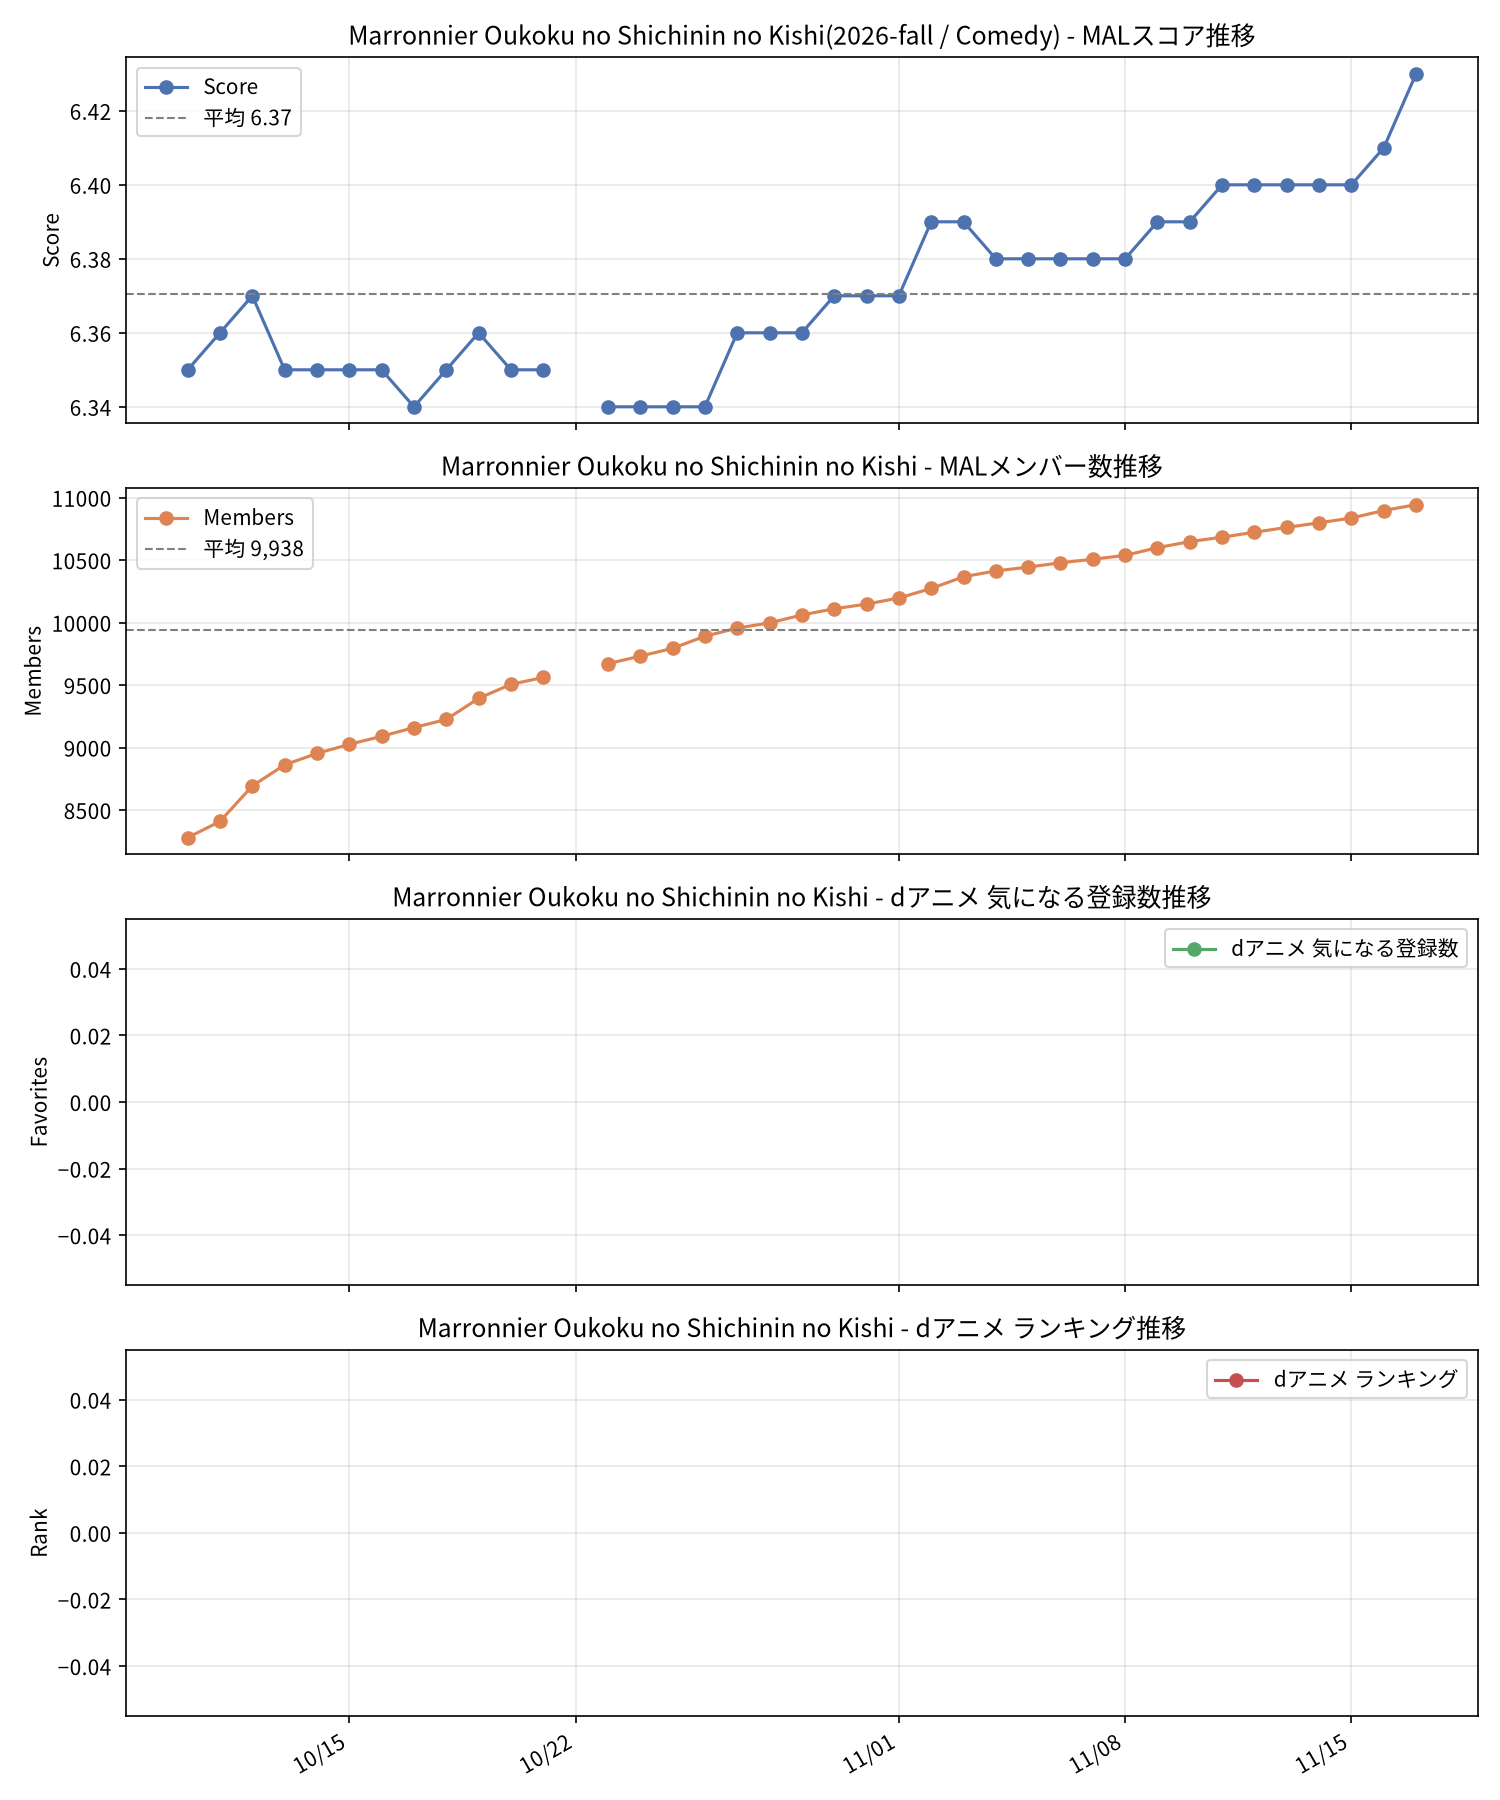 Marronnier Oukoku no Shichinin no Kishi(2026-fall / Comedy) - MALスコア推移
Score
平均 6.37
6.42
6.40
6.38
6.36
6.34
Score
Marronnier Oukoku no Shichinin no Kishi - MALメンバー数推移
Members
平均 9,938
11000
10500
10000
9500
9000
8500
Members
Marronnier Oukoku no Shichinin no Kishi - dアニメ 気になる登録数推移
dアニメ 気になる登録数
0.04
0.02
0.00
−0.02
−0.04
Favorites
Marronnier Oukoku no Shichinin no Kishi - dアニメ ランキング推移
dアニメ ランキング
0.04
0.02
0.00
−0.02
−0.04
Rank
10/15
10/22
11/01
11/08
11/15